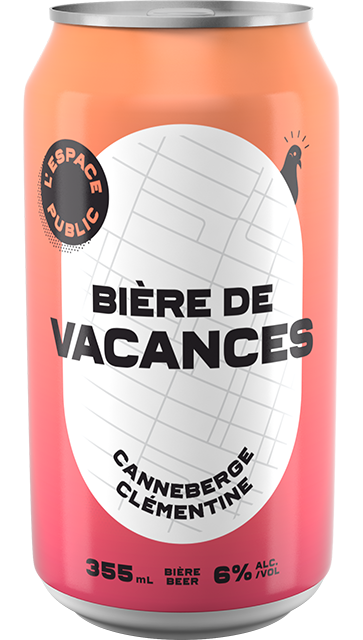 L'ESPACE
PUBLIC
BIÈRE DE
VACANCES
CANNEBERGE
CLÉMENTINE
355 mL
BIÈRE
BEER
6% ALC.
/VOL